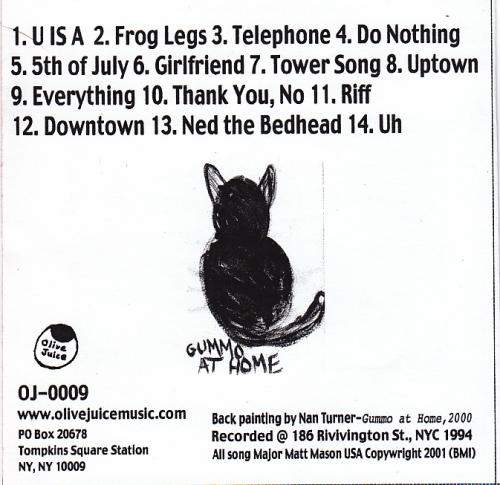 1. U IS A 2. Frog Legs 3. Telephone 4. Do Nothing
5. 5th of July 6. Girlfriend 7. Tower Song 8. Uptown
9. Everything 10. Thank You, No 11. Riff
12. Downtown 13. Ned the Bedhead 14. Uh
GUMMO
AT HOME
Olive
Juice
OJ-0009
www.olivejuicemusic.com
PO Box 20678
Tompkins Square Station
NY, NY 10009
Back painting by Nan Turner-Gummo at Home, 2000
Recorded @ 186 Rivivington St., NYC 1994
All song Major Matt Mason USA Copywright 2001 (BMI)